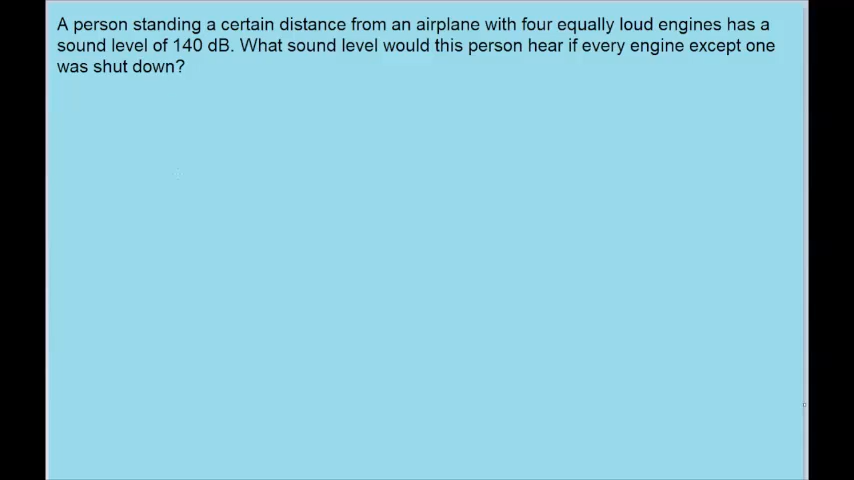 A person standing a certain distance from an airplane with four equally loud engines has a
sound level of 140 dB. What sound level would this person hear if every engine except one
was shut down?